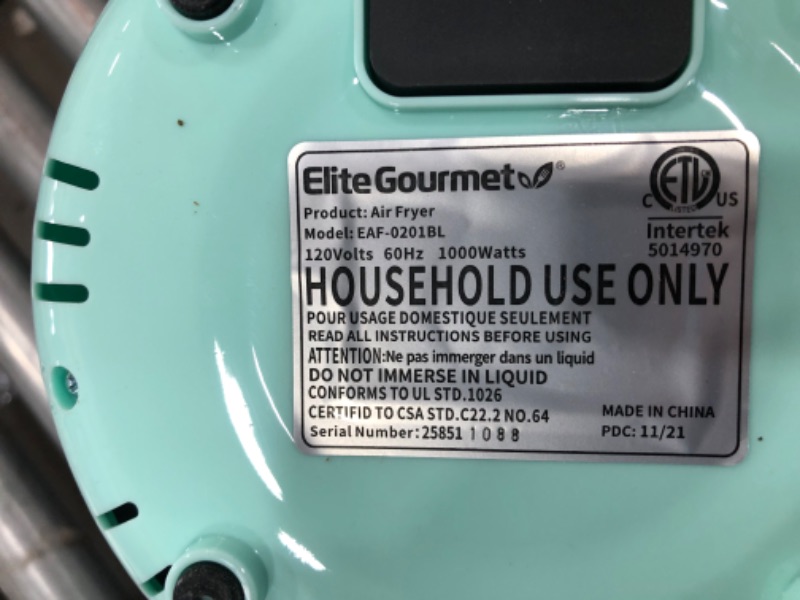 EliteGourmet®
Product: Air Fryer
Model: EAF-0201BL
120Volts 60Hz 1000Watts
C ETL US
LISTED
Intertek
5014970
HOUSEHOLD USE ONLY
POUR USAGE DOMESTIQUE SEULEMENT
READ ALL INSTRUCTIONS BEFORE USING
ATTENTION:Ne pas immerger dans un liquid
DO NOT IMMERSE IN LIQUID
CONFORMS TO UL STD.1026
CERTIFID TO CSA STD.C22.2 NO.64
Serial Number:25851 1088
MADE IN CHINA
PDC: 11/21